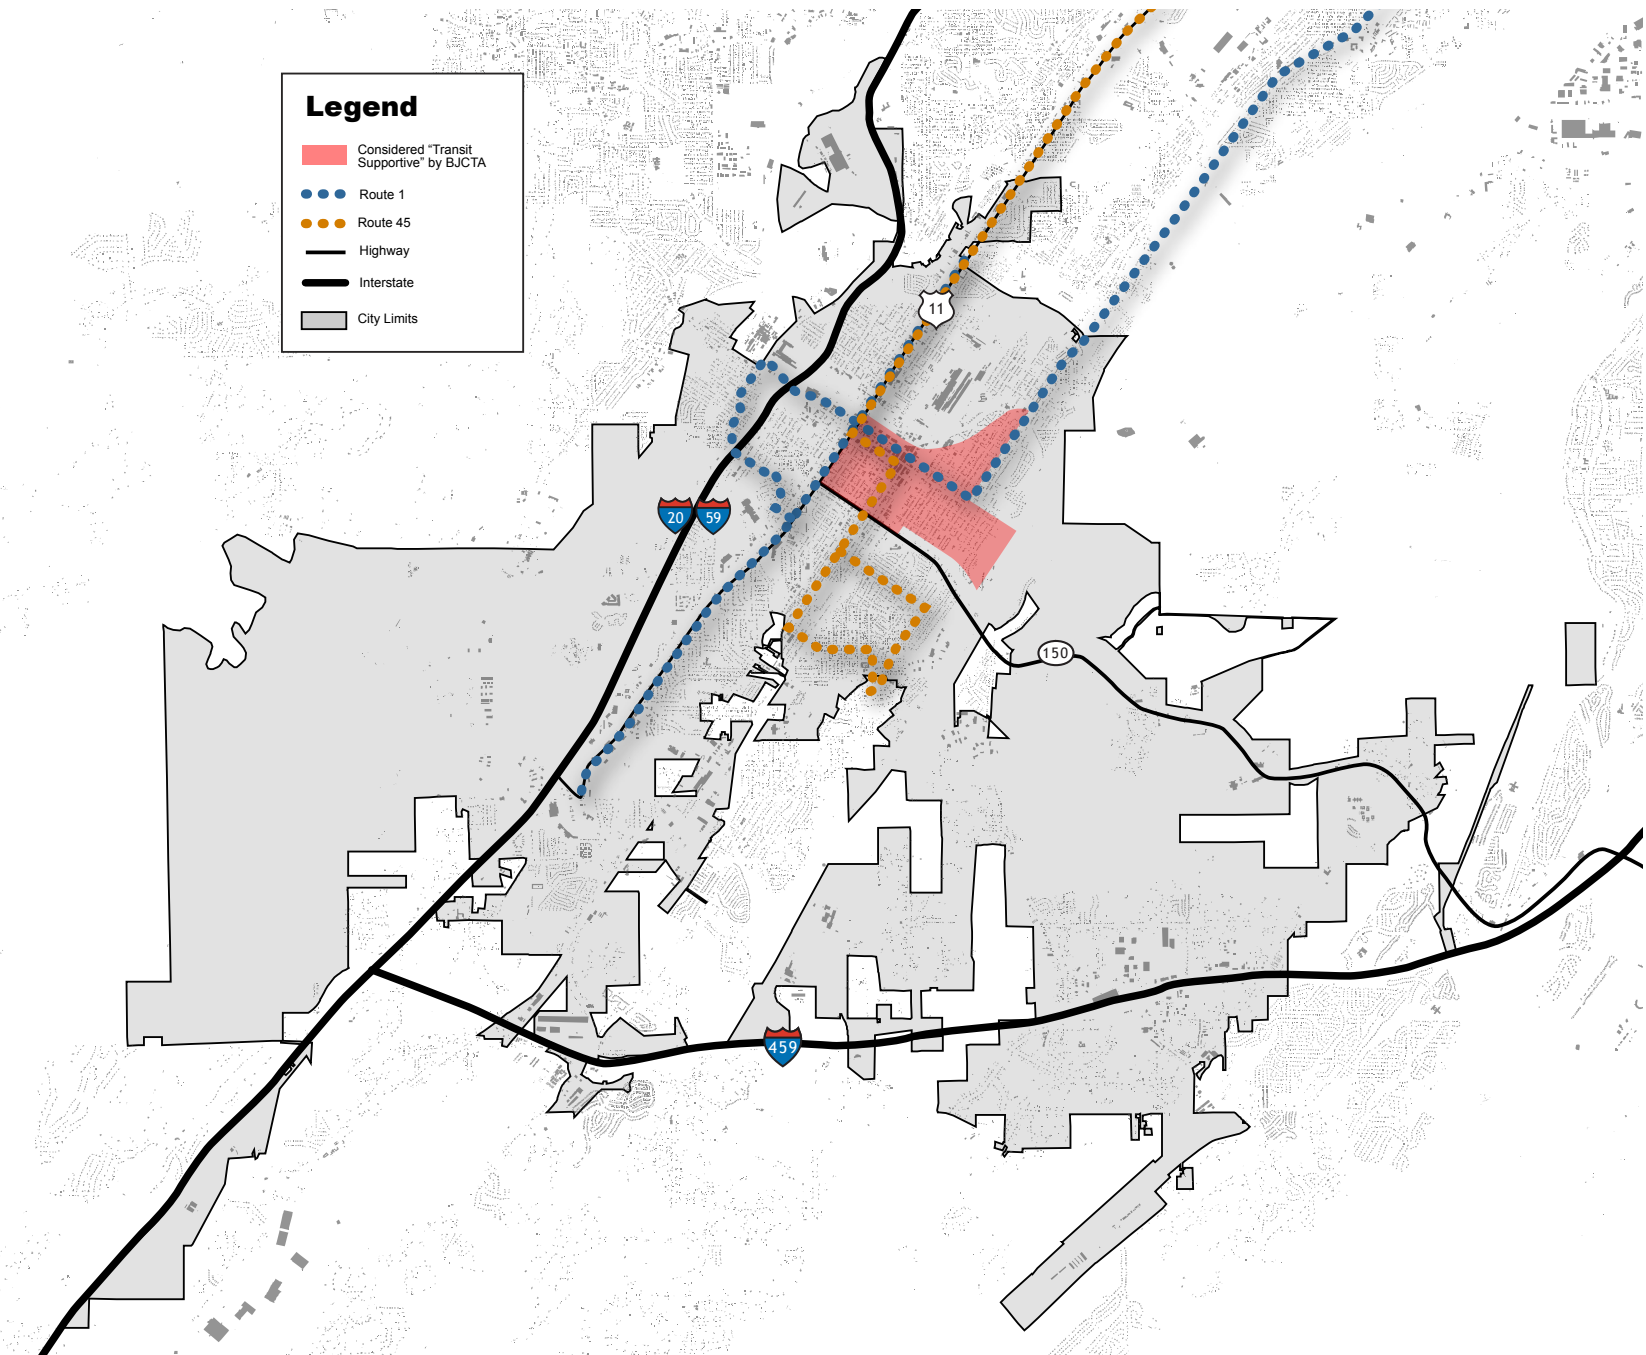 Legend
Considered “Transit
Supportive” by BJCTA
Route 1
Route 45
Highway
Interstate
City Limits
11
20
59
150
459